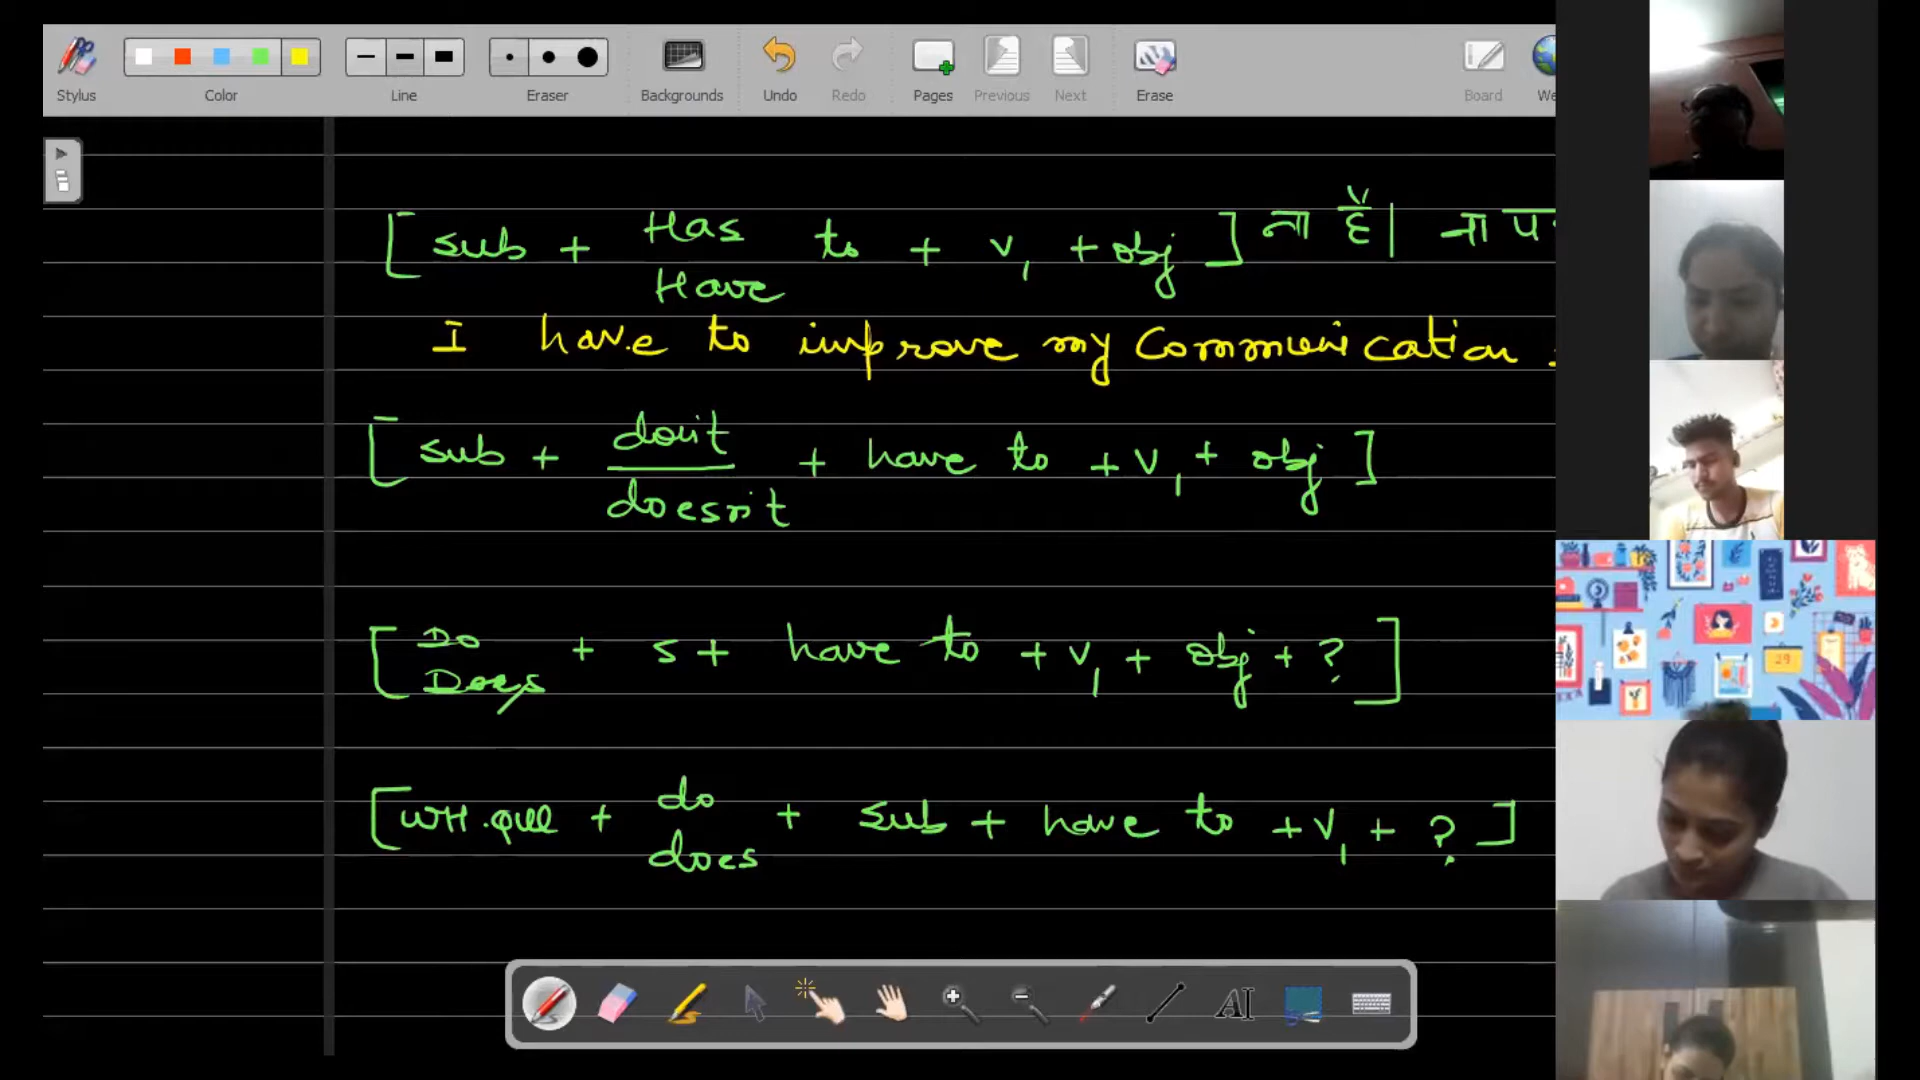 Stylus Color Line Eraser Backgrounds Undo Redo Pages Previous Next Erase Board We
[ sub + Has to + v1 + obj ] ना है|
Have
I have to improve my communication
[ sub + don't + have to + v1 + obj ]
doesn't
[ Do + s + have to + v1 + obj + ? ]
Does
[ WH.que + do + sub + have to + v1 + ? ]
does